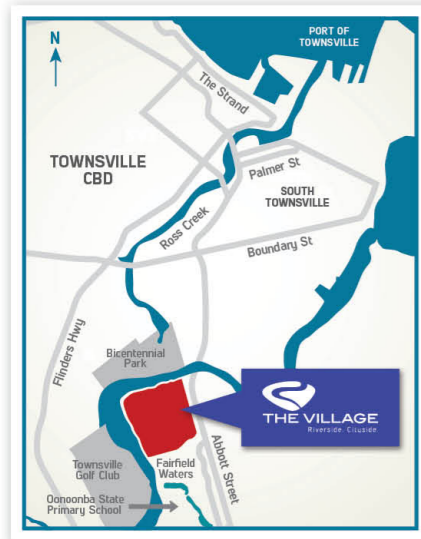 N
PORT OF
TOWNSVILLE
The Strand
TOWNSVILLE
CBD
Palmer St
SOUTH
TOWNSVILLE
Ross Creek
Boundary St
Flinders Hwy
Bicentennial
Park
THE VILLAGE
Riverside. Cityside.
Abbott Street
Townsville
Golf Club
Fairfield
Waters
Oonoonba State
Primary School